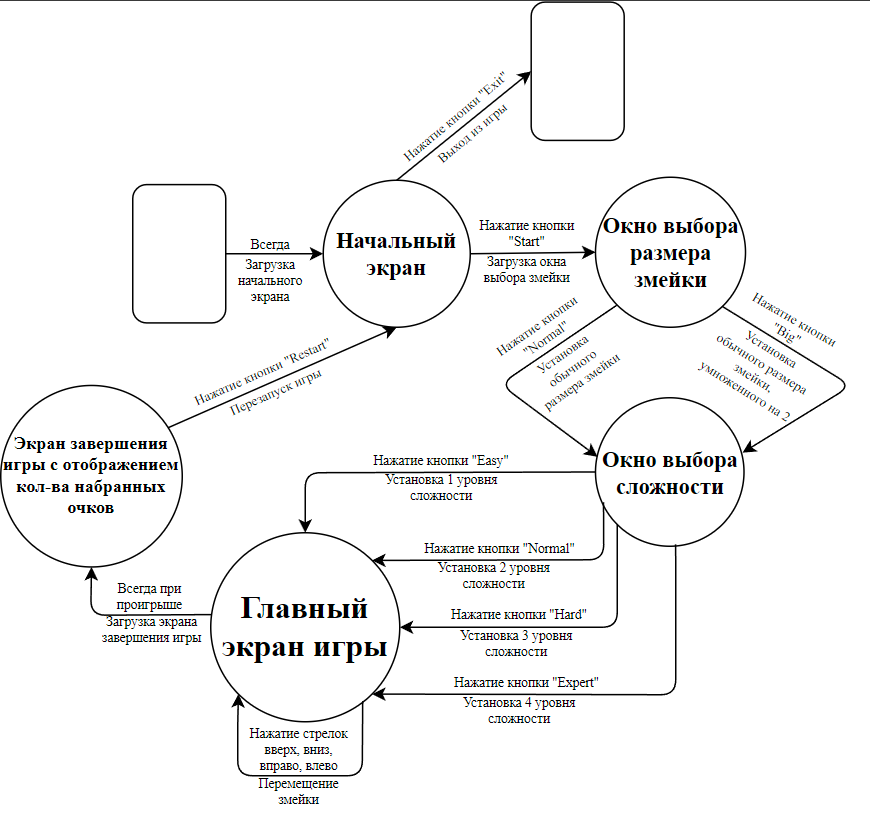 Нажатие кнопки "Exit"
Выход из игры
Всегда
Загрузка
начального
экрана
Начальный
экран
Нажатие кнопки
"Start"
Загрузка окна
выбора змейки
Окно выбора
размера
змейки
Нажатие кнопки
"Normal"
Установка
обычного
размера змейки
Нажатие кнопки
"Big"
Установка
обычного размера
змейки,
умноженного на 2
Нажатие кнопки "Restart"
Перезапуск игры
Экран завершения
игры с отображением
кол-ва набранных
очков
Окно выбора
сложности
Нажатие кнопки "Easy"
Установка 1 уровня
сложности
Нажатие кнопки "Normal"
Установка 2 уровня
сложности
Нажатие кнопки "Hard"
Установка 3 уровня
сложности
Нажатие кнопки "Expert"
Установка 4 уровня
сложности
Всегда при
проигрыше
Загрузка экрана
завершения игры
Главный
экран игры
Нажатие стрелок
вверх, вниз,
вправо, влево
Перемещение
змейки